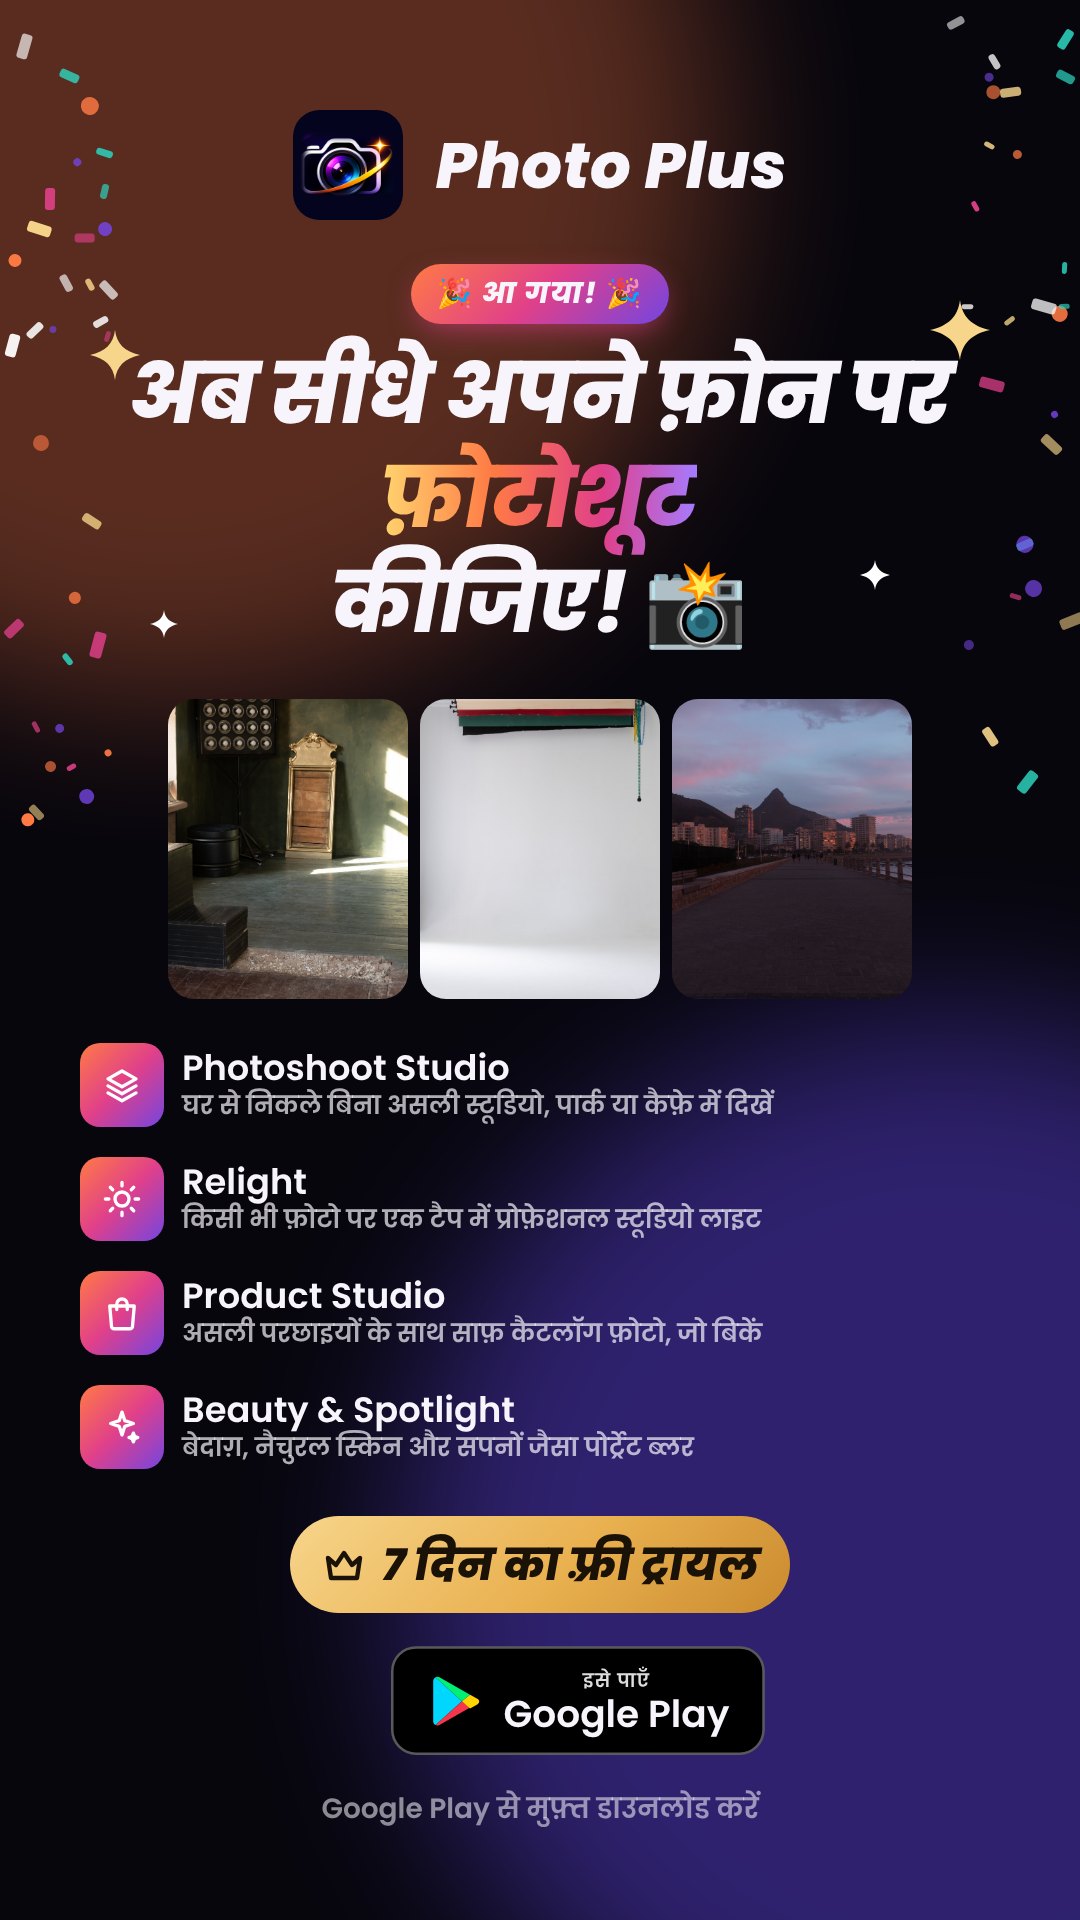 Photo Plus
🎉 आ गया! 🎉
अब सीधे अपने फ़ोन पर
फ़ोटोशूट
कीजिए! 📸
Photoshoot Studio
घर से निकले बिना असली स्टूडियो, पार्क या कैफ़े में दिखें
Relight
किसी भी फ़ोटो पर एक टैप में प्रोफ़ेशनल स्टूडियो लाइट
Product Studio
असली परछाइयों के साथ साफ़ कैटलॉग फ़ोटो, जो बिकें
Beauty & Spotlight
बेदाग़, नैचुरल स्किन और सपनों जैसा पोर्ट्रेट ब्लर
7 दिन का फ़्री ट्रायल
इसे पाएँ
Google Play
Google Play से मुफ़्त डाउनलोड करें